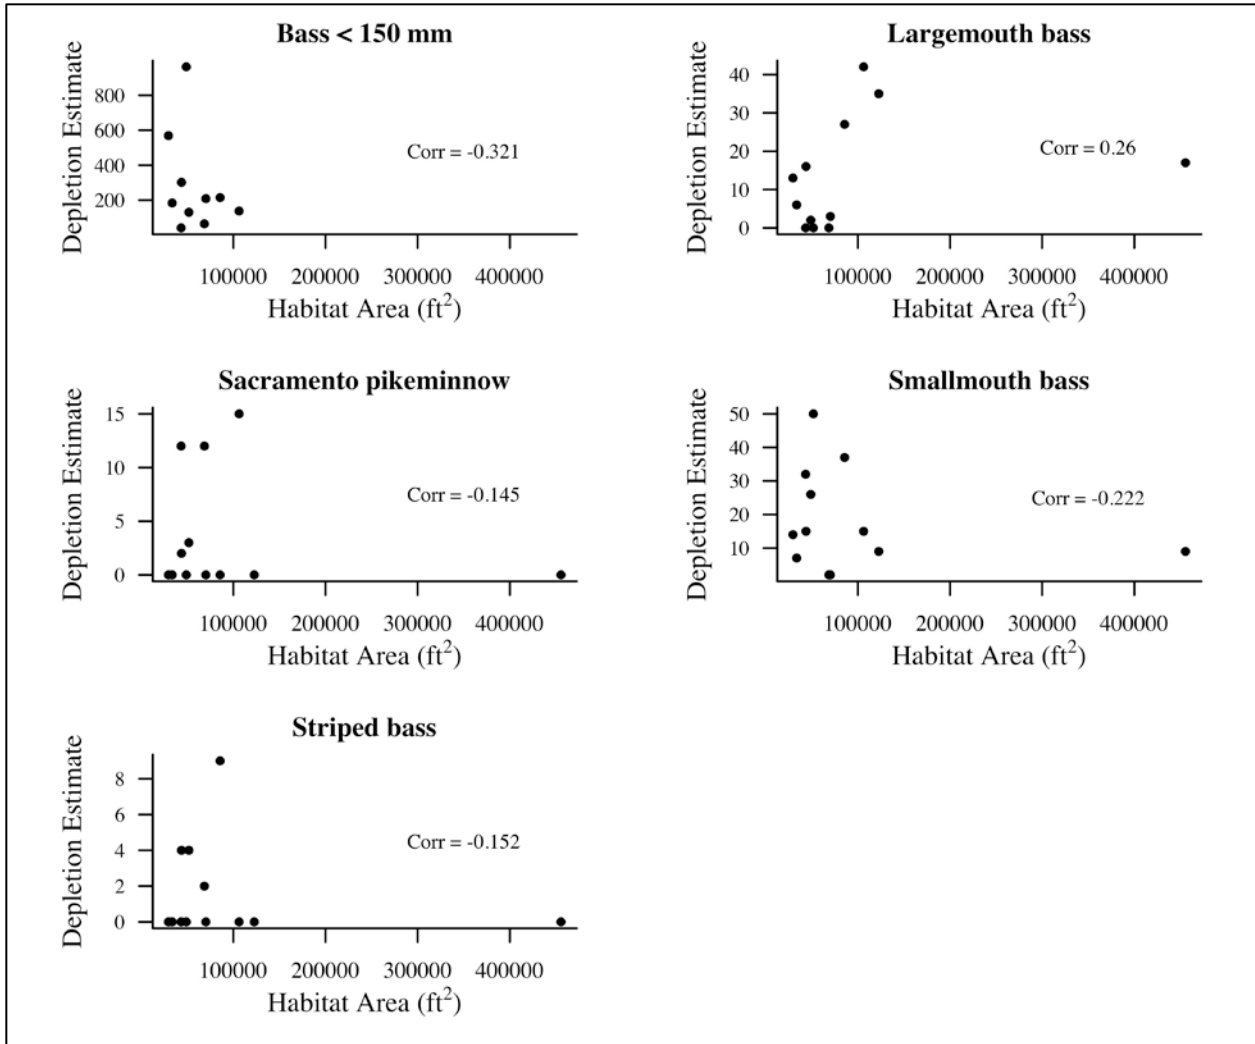 Bass < 150 mm
Depletion Estimate
800
600
400
200
Corr = -0.321
100000 200000 300000 400000
Habitat Area (ft²)
Largemouth bass
Depletion Estimate
40
30
20
10
0
Corr = 0.26
100000 200000 300000 400000
Habitat Area (ft²)
Sacramento pikeminnow
Depletion Estimate
15
10
5
0
Corr = -0.145
100000 200000 300000 400000
Habitat Area (ft²)
Smallmouth bass
Depletion Estimate
50
40
30
20
10
Corr = -0.222
100000 200000 300000 400000
Habitat Area (ft²)
Striped bass
Depletion Estimate
8
6
4
2
0
Corr = -0.152
100000 200000 300000 400000
Habitat Area (ft²)